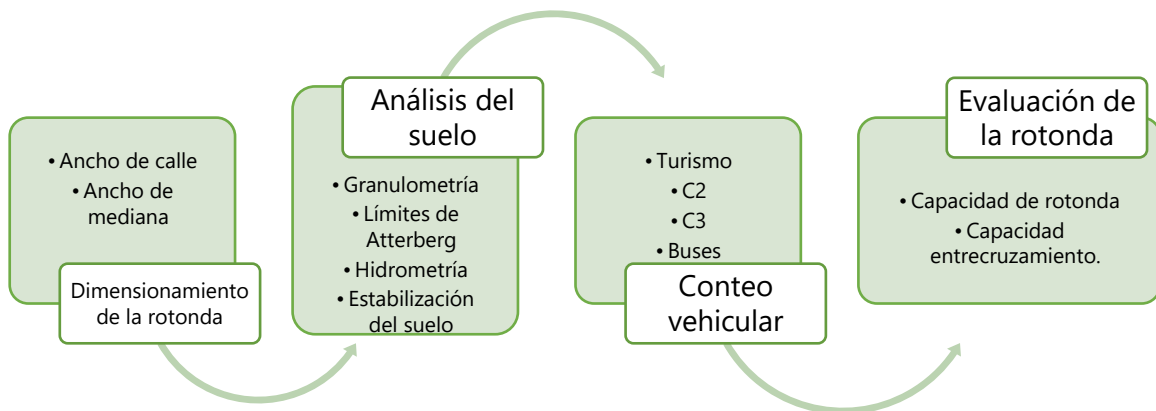 • Ancho de calle
• Ancho de
mediana
Dimensionamiento
de la rotonda
Análisis del
suelo
• Granulometría
• Límites de
Atterberg
• Hidrometría
• Estabilización
del suelo
• Turismo
• C2
• C3
• Buses
Conteo
vehicular
Evaluación de
la rotonda
• Capacidad de rotonda
• Capacidad
entrecruzamiento.